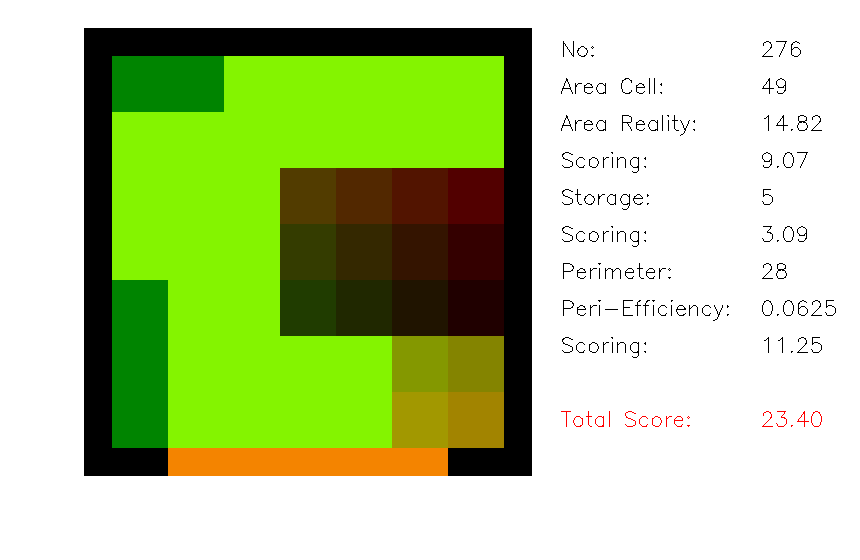 No: 276
Area Cell: 49
Area Reality: 14.82
Scoring: 9.07
Storage: 5
Scoring: 3.09
Perimeter: 28
Peri-Efficiency: 0.0625
Scoring: 11.25
Total Score: 23.40